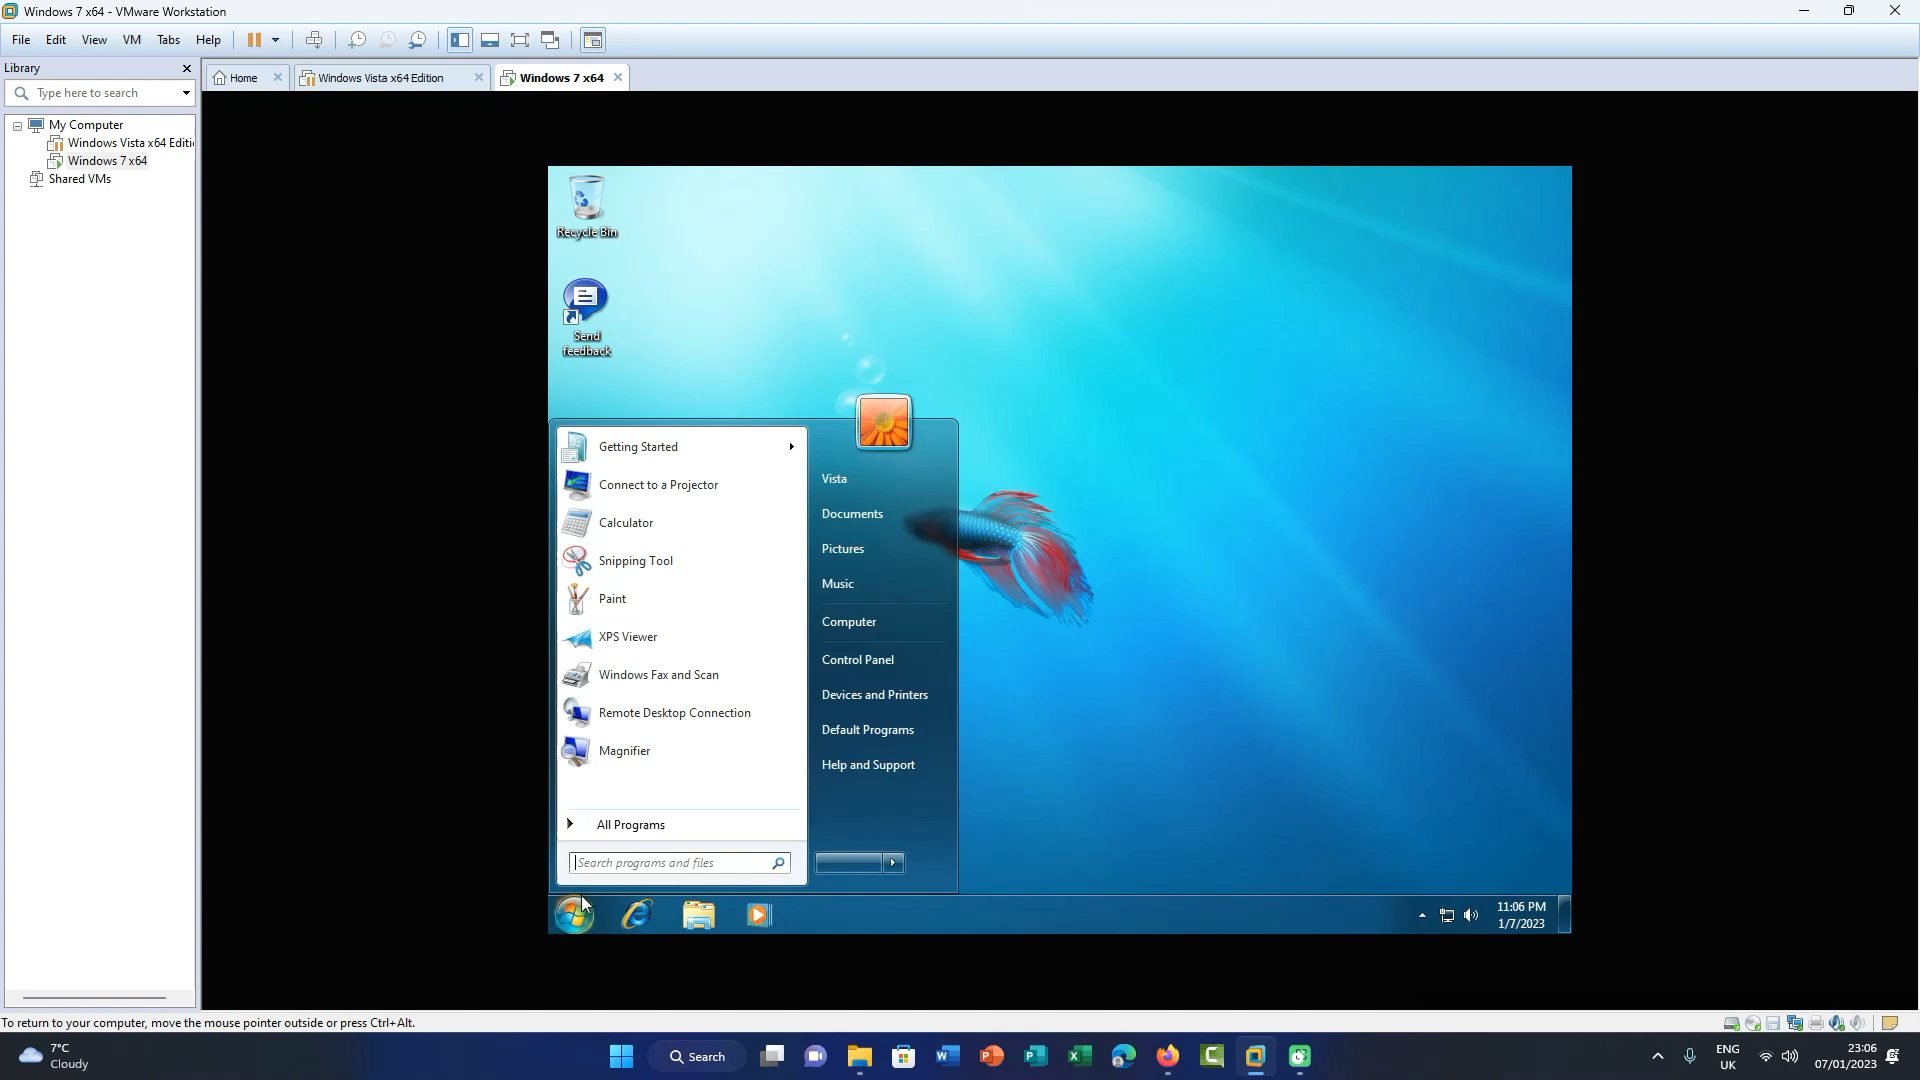 Windows 7 x64 - VMware Workstation
File Edit View VM Tabs Help
Library
Type here to search
My Computer
Windows Vista x64 Editi
Windows 7 x64
Shared VMs
Home
Windows Vista x64 Edition
Windows 7 x64
Recycle Bin
Send
feedback
Getting Started
Connect to a Projector
Calculator
Snipping Tool
Paint
XPS Viewer
Windows Fax and Scan
Remote Desktop Connection
Magnifier
All Programs
Search programs and files
Vista
Documents
Pictures
Music
Computer
Control Panel
Devices and Printers
Default Programs
Help and Support
11:06 PM
1/7/2023
To return to your computer, move the mouse pointer outside or press Ctrl+Alt.
7°C
Cloudy
Search
ENG
UK
23:06
07/01/2023